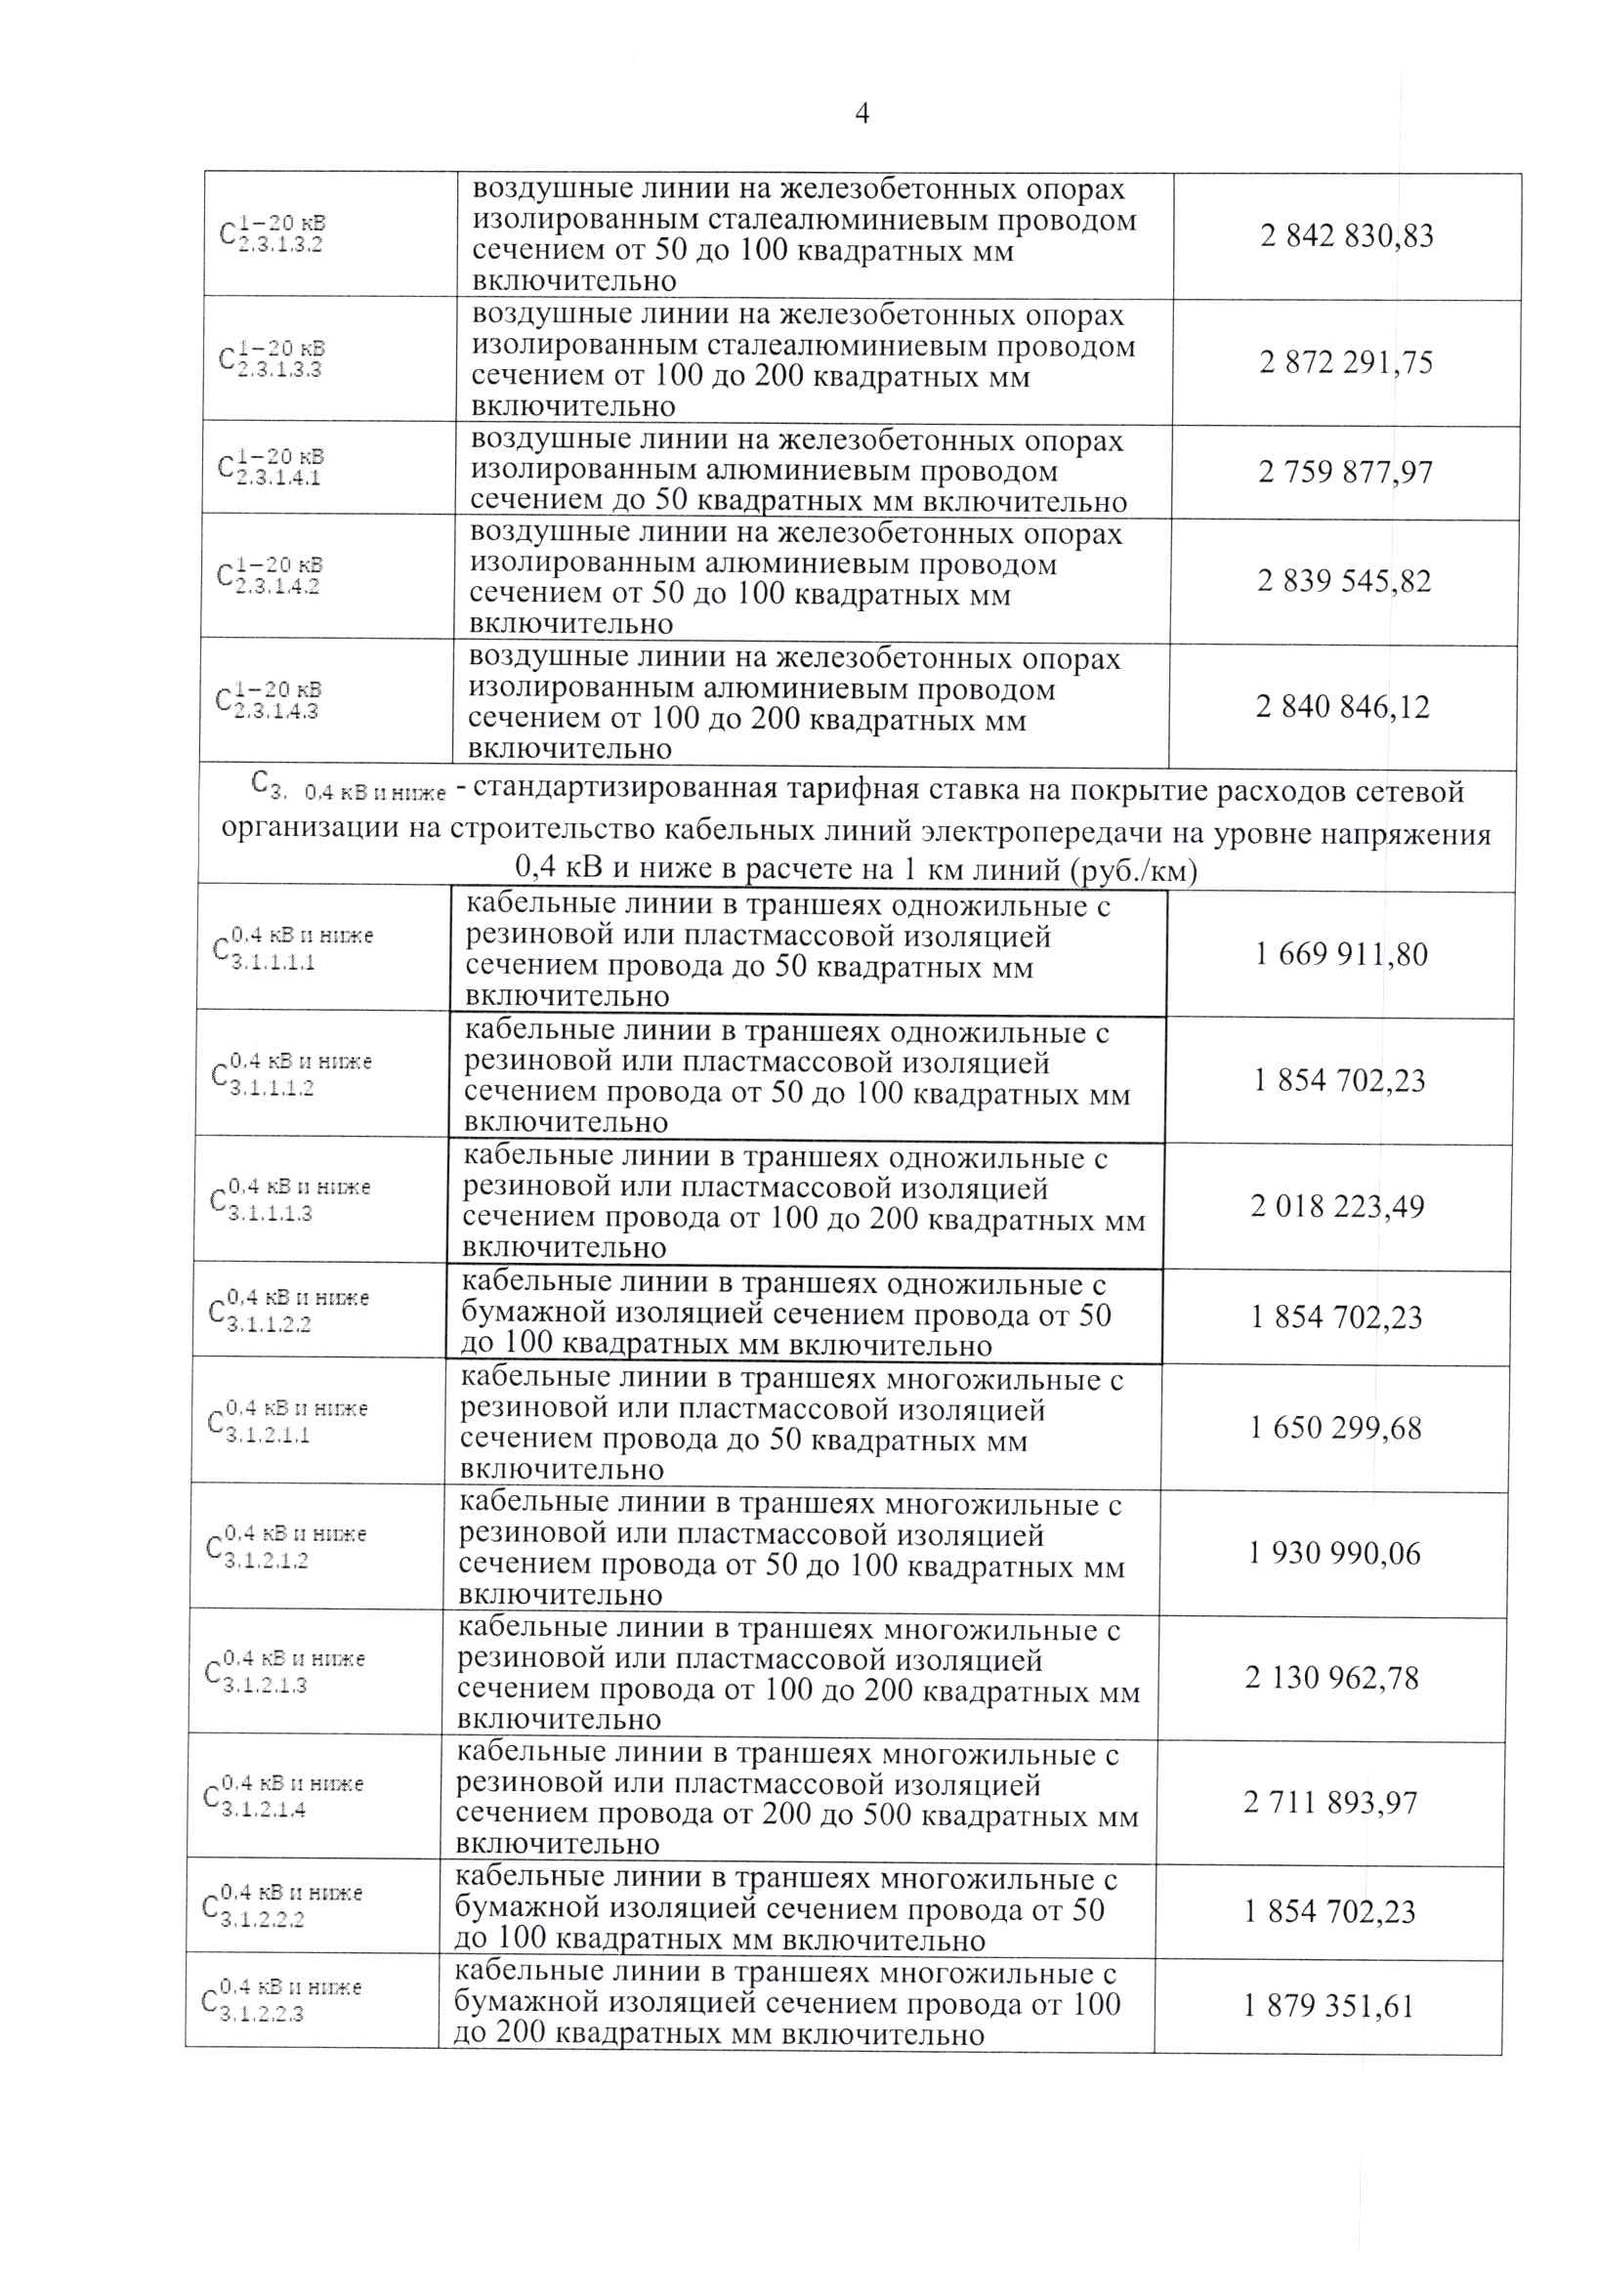 4
C 1–20 кВ 2.3.1.3.2
воздушные линии на железобетонных опорах
изолированным сталеалюминиевым проводом
сечением от 50 до 100 квадратных мм
включительно
2 842 830,83
C 1–20 кВ 2.3.1.3.3
воздушные линии на железобетонных опорах
изолированным сталеалюминиевым проводом
сечением от 100 до 200 квадратных мм
включительно
2 872 291,75
C 1–20 кВ 2.3.1.4.1
воздушные линии на железобетонных опорах
изолированным алюминиевым проводом
сечением до 50 квадратных мм включительно
2 759 877,97
C 1–20 кВ 2.3.1.4.2
воздушные линии на железобетонных опорах
изолированным алюминиевым проводом
сечением от 50 до 100 квадратных мм
включительно
2 839 545,82
C 1–20 кВ 2.3.1.4.3
воздушные линии на железобетонных опорах
изолированным алюминиевым проводом
сечением от 100 до 200 квадратных мм
включительно
2 840 846,12
C 3. 0.4 кВ и ниже - стандартизированная тарифная ставка на покрытие расходов сетевой
организации на строительство кабельных линий электропередачи на уровне напряжения
0,4 кВ и ниже в расчете на 1 км линий (руб./км)
C 0.4 кВ и ниже 3.1.1.1.1
кабельные линии в траншеях одножильные с
резиновой или пластмассовой изоляцией
сечением провода до 50 квадратных мм
включительно
1 669 911,80
C 0.4 кВ и ниже 3.1.1.1.2
кабельные линии в траншеях одножильные с
резиновой или пластмассовой изоляцией
сечением провода от 50 до 100 квадратных мм
включительно
1 854 702,23
C 0.4 кВ и ниже 3.1.1.1.3
кабельные линии в траншеях одножильные с
резиновой или пластмассовой изоляцией
сечением провода от 100 до 200 квадратных мм
включительно
2 018 223,49
C 0.4 кВ и ниже 3.1.1.2.2
кабельные линии в траншеях одножильные с
бумажной изоляцией сечением провода от 50
до 100 квадратных мм включительно
1 854 702,23
C 0.4 кВ и ниже 3.1.2.1.1
кабельные линии в траншеях многожильные с
резиновой или пластмассовой изоляцией
сечением провода до 50 квадратных мм
включительно
1 650 299,68
C 0.4 кВ и ниже 3.1.2.1.2
кабельные линии в траншеях многожильные с
резиновой или пластмассовой изоляцией
сечением провода от 50 до 100 квадратных мм
включительно
1 930 990,06
C 0.4 кВ и ниже 3.1.2.1.3
кабельные линии в траншеях многожильные с
резиновой или пластмассовой изоляцией
сечением провода от 100 до 200 квадратных мм
включительно
2 130 962,78
C 0.4 кВ и ниже 3.1.2.1.4
кабельные линии в траншеях многожильные с
резиновой или пластмассовой изоляцией
сечением провода от 200 до 500 квадратных мм
включительно
2 711 893,97
C 0.4 кВ и ниже 3.1.2.2.2
кабельные линии в траншеях многожильные с
бумажной изоляцией сечением провода от 50
до 100 квадратных мм включительно
1 854 702,23
C 0.4 кВ и ниже 3.1.2.2.3
кабельные линии в траншеях многожильные с
бумажной изоляцией сечением провода от 100
до 200 квадратных мм включительно
1 879 351,61